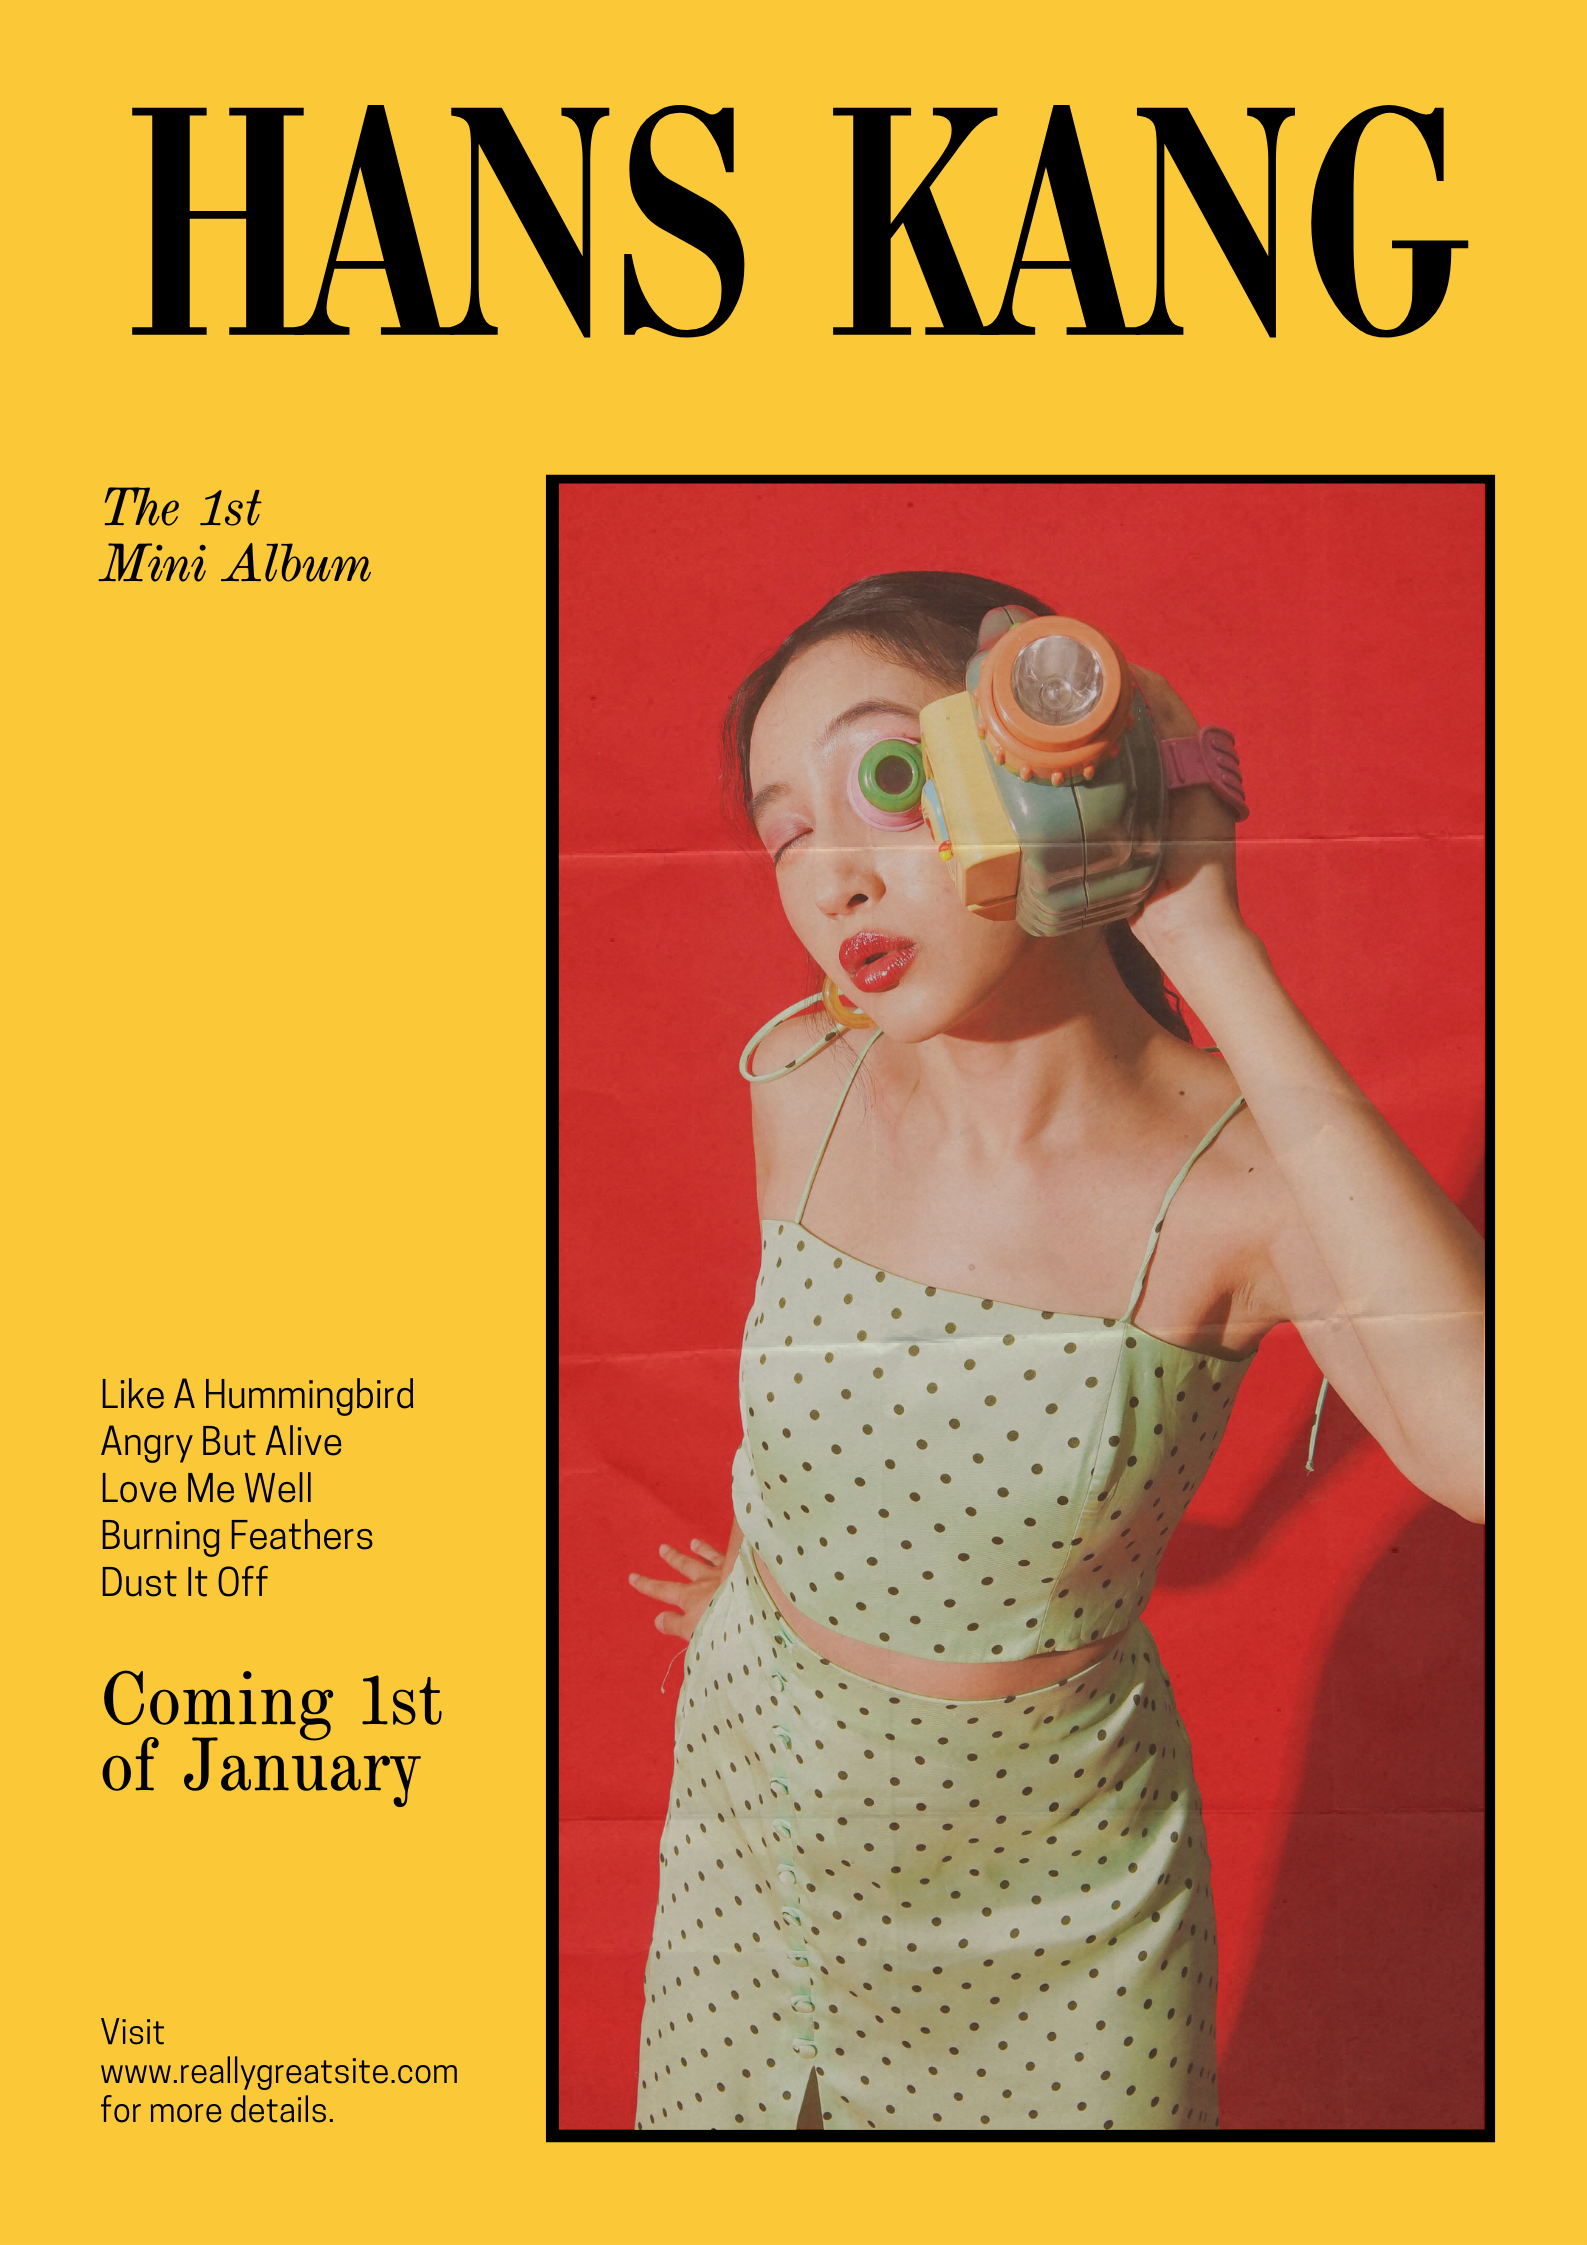 HANS KANG
The 1st
Mini Album
Like A Hummingbird
Angry But Alive
Love Me Well
Burning Feathers
Dust It Off
Coming 1st
of January
Visit
www.reallygreatsite.com
for more details.